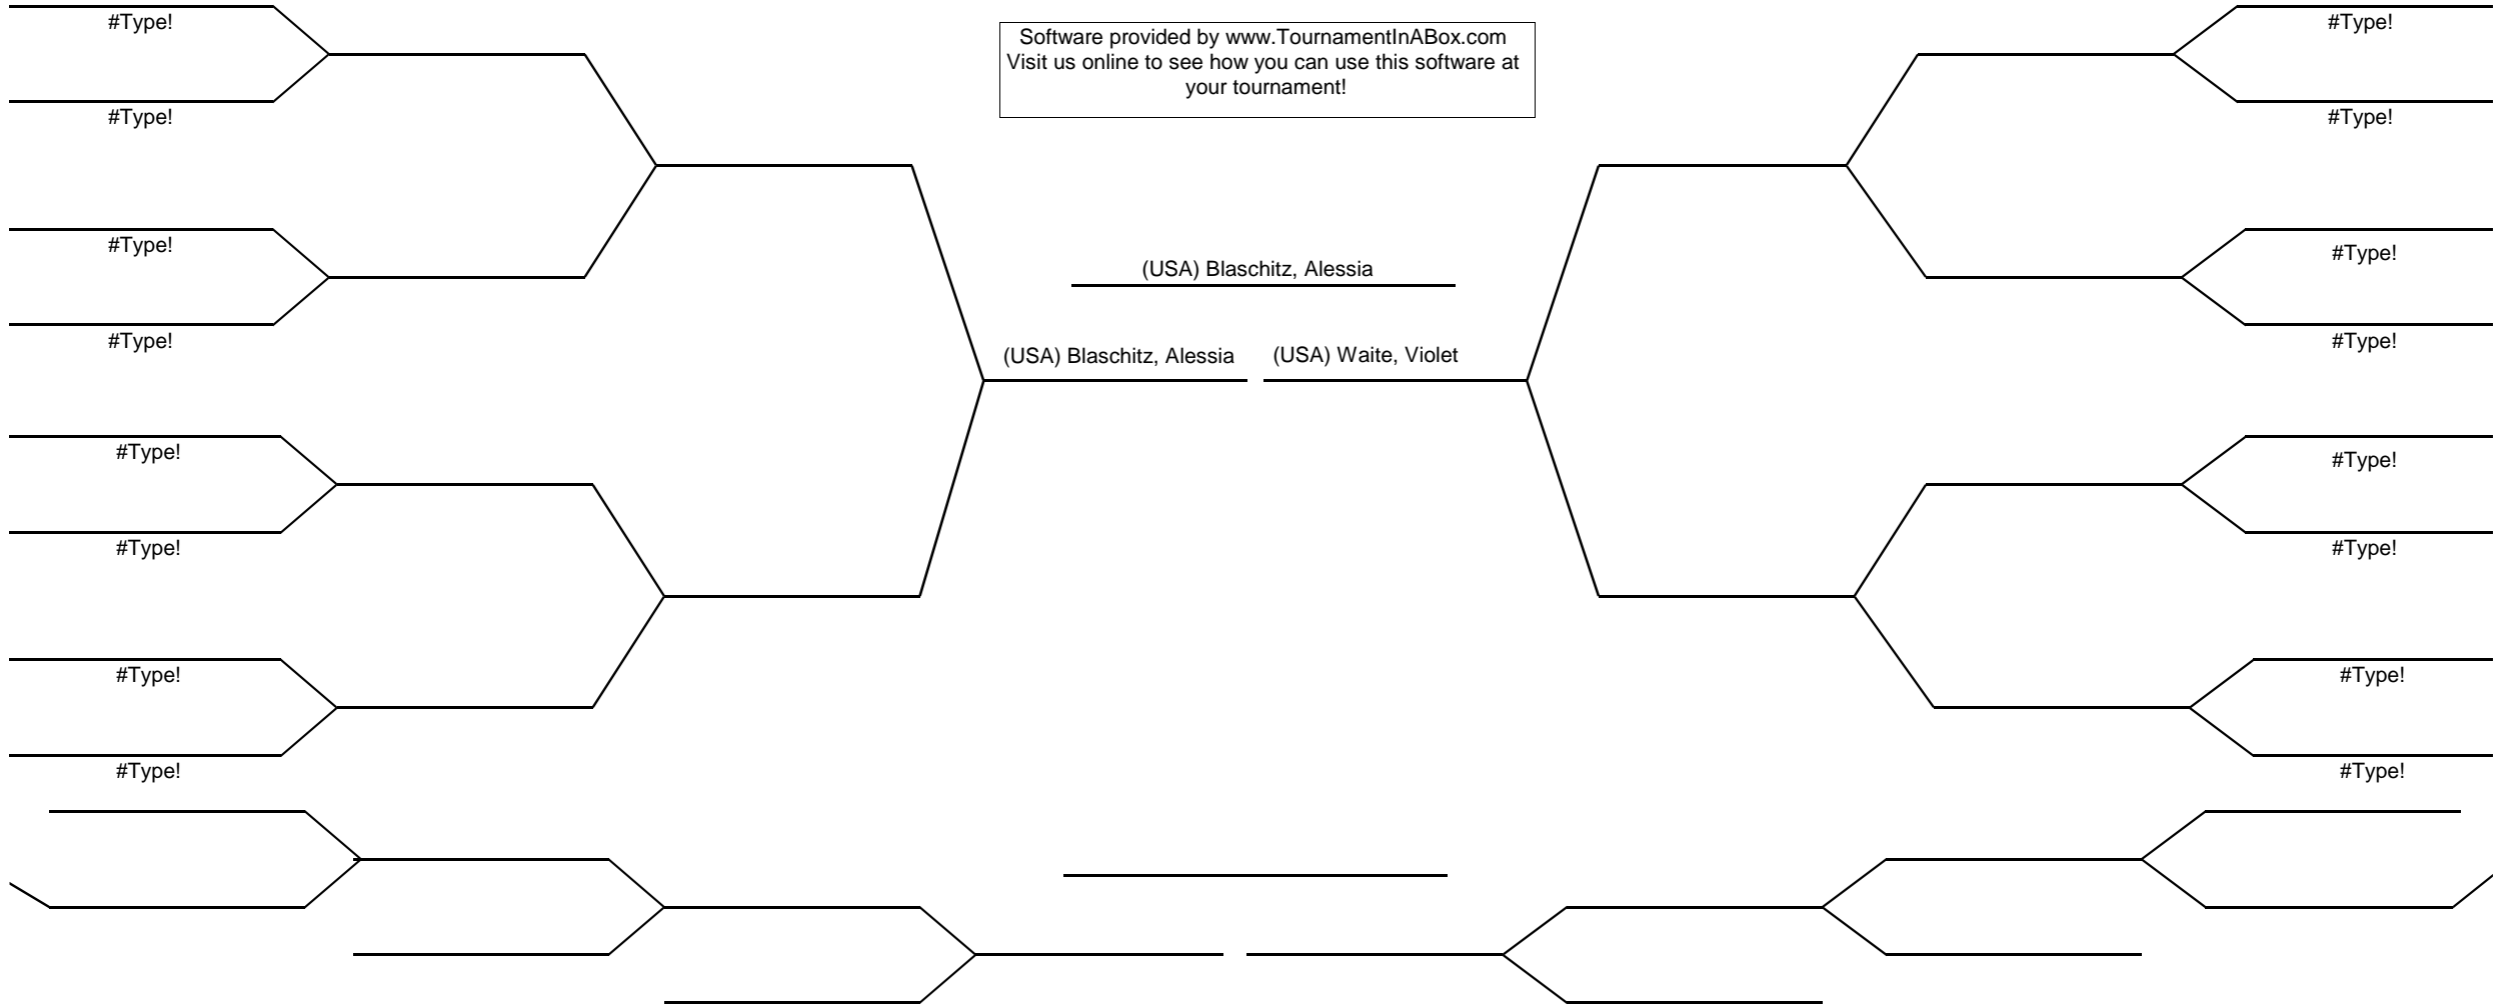 #Type!
#Type!
Software provided by www.TournamentInABox.com
Visit us online to see how you can use this software at
your tournament!
#Type!
#Type!
#Type!
#Type!
(USA) Blaschitz, Alessia
#Type!
#Type!
(USA) Blaschitz, Alessia
(USA) Waite, Violet
#Type!
#Type!
#Type!
#Type!
#Type!
#Type!
#Type!
#Type!